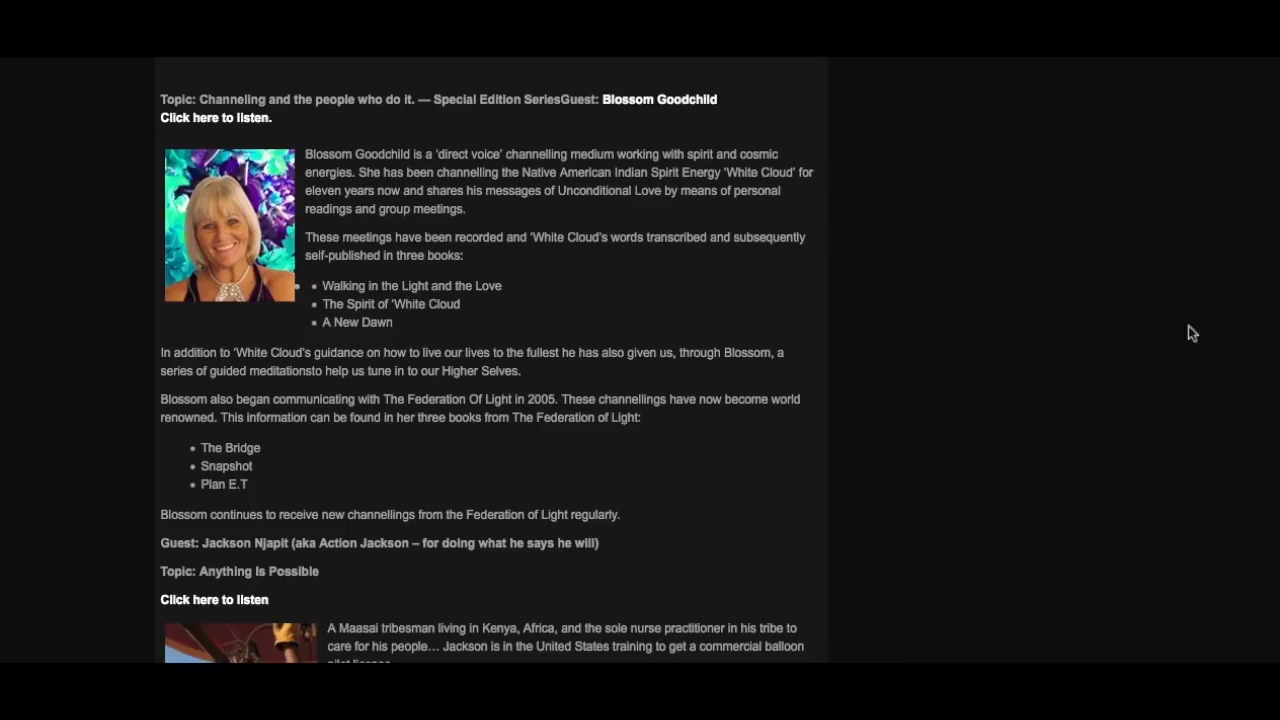 Topic: Channeling and the people who do it. — Special Edition SeriesGuest: Blossom Goodchild
Click here to listen.
Blossom Goodchild is a 'direct voice' channelling medium working with spirit and cosmic
energies. She has been channelling the Native American Indian Spirit Energy 'White Cloud' for
eleven years now and shares his messages of Unconditional Love by means of personal
readings and group meetings.
These meetings have been recorded and 'White Cloud's words transcribed and subsequently
self-published in three books:
Walking in the Light and the Love
The Spirit of 'White Cloud
A New Dawn
In addition to 'White Cloud's guidance on how to live our lives to the fullest he has also given us, through Blossom, a
series of guided meditationsto help us tune in to our Higher Selves.
Blossom also began communicating with The Federation Of Light in 2005. These channellings have now become world
renowned. This information can be found in her three books from The Federation of Light:
The Bridge
Snapshot
Plan E.T
Blossom continues to receive new channellings from the Federation of Light regularly.
Guest: Jackson Njapit (aka Action Jackson – for doing what he says he will)
Topic: Anything Is Possible
Click here to listen
A Maasai tribesman living in Kenya, Africa, and the sole nurse practitioner in his tribe to
care for his people… Jackson is in the United States training to get a commercial balloon